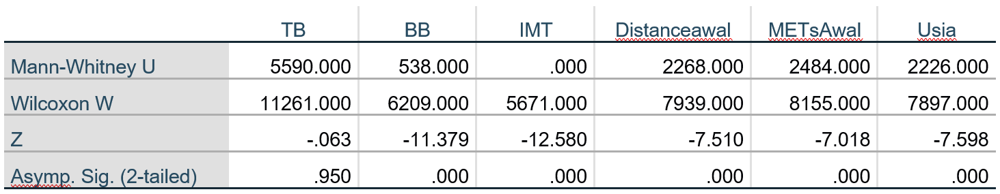 TB BB IMT Distanceawal METsAwal Usia
Mann-Whitney U 5590.000 538.000 .000 2268.000 2484.000 2226.000
Wilcoxon W 11261.000 6209.000 5671.000 7939.000 8155.000 7897.000
Z -.063 -11.379 -12.580 -7.510 -7.018 -7.598
Asymp. Sig. (2-tailed) .950 .000 .000 .000 .000 .000